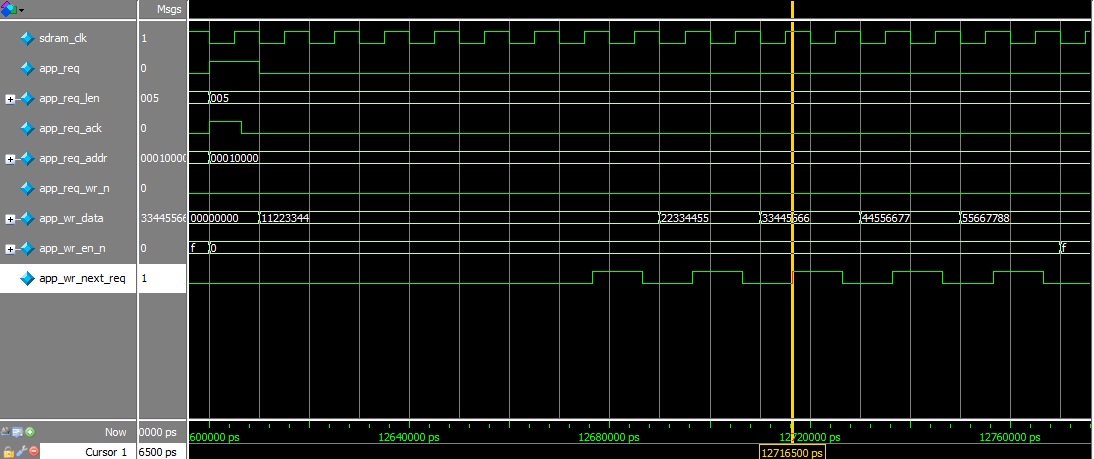 Msgs
sdram_clk 1
app_req 0
app_req_len 005 005
app_req_ack 0
app_req_addr 00010000 00010000
app_req_wr_n 0
app_wr_data 33445566 00000000 11223344 22334455 33445566 44556677 55667788
app_wr_en_n 0 f 0 f
app_wr_next_req 1
Now 0000 ps 600000 ps 12640000 ps 12680000 ps 12720000 ps 12760000 ps
Cursor 1 6500 ps 12716500 ps